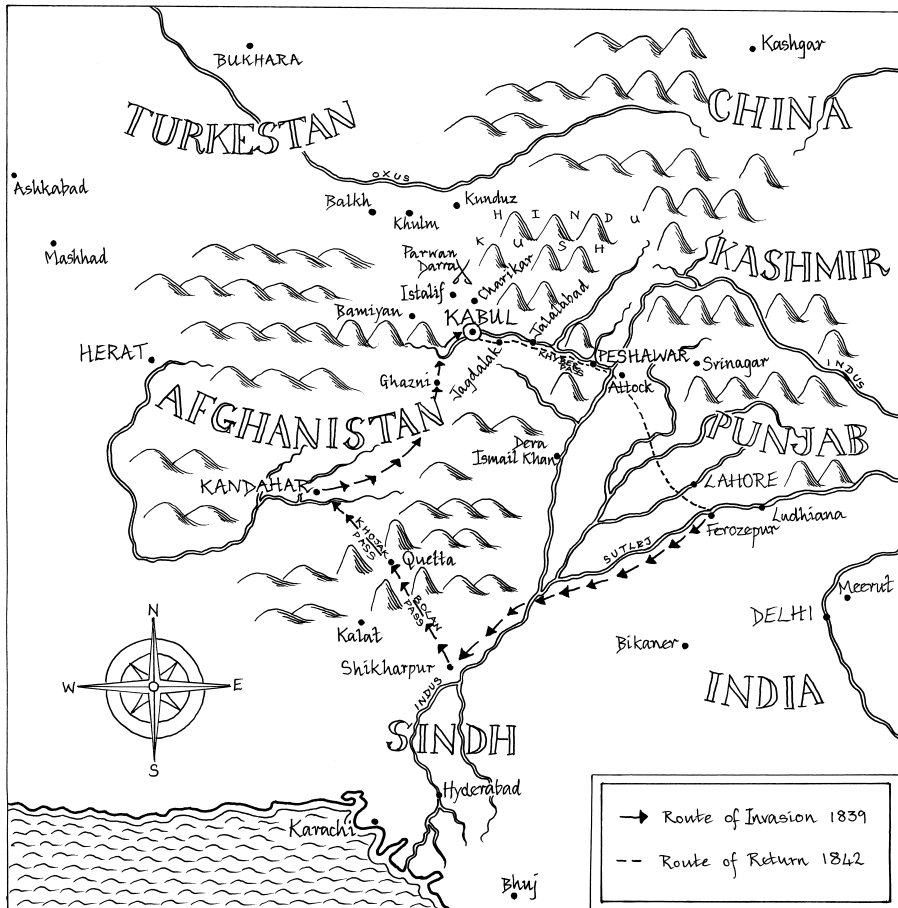 BUKHARA
Kashgar
TURKESTAN
CHINA
Ashkabad
OXUS
Balkh
Khulm
Kunduz
HINDU
KUSH
Mashhad
Parwan
Darra
Charikar
Istalif
KASHMIR
Bamiyan
KABUL
Jalalabad
HERAT
Jagdalak
KHYBER
PASS
PESHAWAR
Srinagar
INDUS
Ghazni
Attock
AFGHANISTAN
PUNJAB
Dera
Ismail Khan
KANDAHAR
LAHORE
Ludhiana
Ferozepur
KHOJAK
PASS
Quetta
SUTLEJ
BOLAN
PASS
Kalat
Meerut
DELHI
N
W
E
S
Shikharpur
Bikaner
INDUS
INDIA
SINDH
Hyderabad
Karachi
Bhuj
Route of Invasion 1839
Route of Return 1842